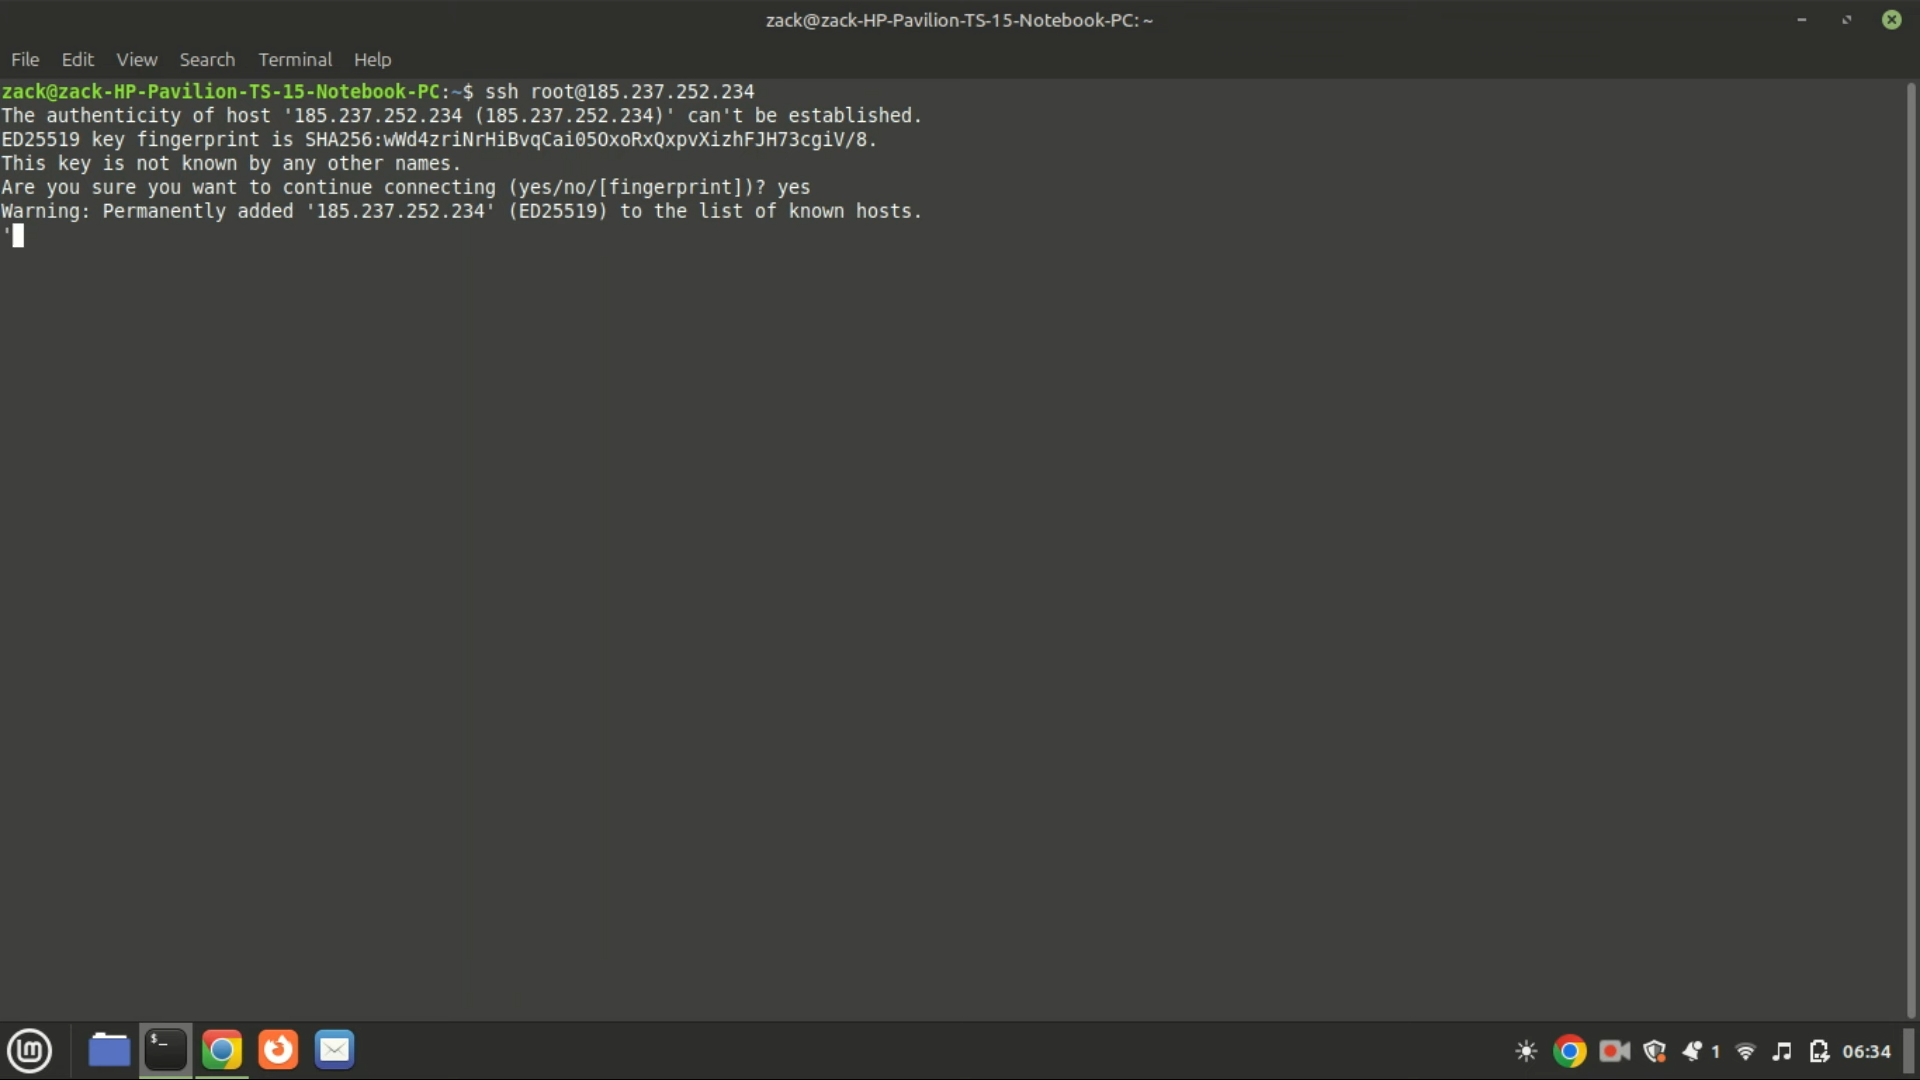 zack@zack-HP-Pavilion-TS-15-Notebook-PC: ~
File Edit View Search Terminal Help
zack@zack-HP-Pavilion-TS-15-Notebook-PC:~$ ssh root@185.237.252.234
The authenticity of host '185.237.252.234 (185.237.252.234)' can't be established.
ED25519 key fingerprint is SHA256:wWd4zriNrHiBvqCai05OxoRxQxpvXizhFJH73cgiV/8.
This key is not known by any other names.
Are you sure you want to continue connecting (yes/no/[fingerprint])? yes
Warning: Permanently added '185.237.252.234' (ED25519) to the list of known hosts.
'
$_
lm
1 06:34